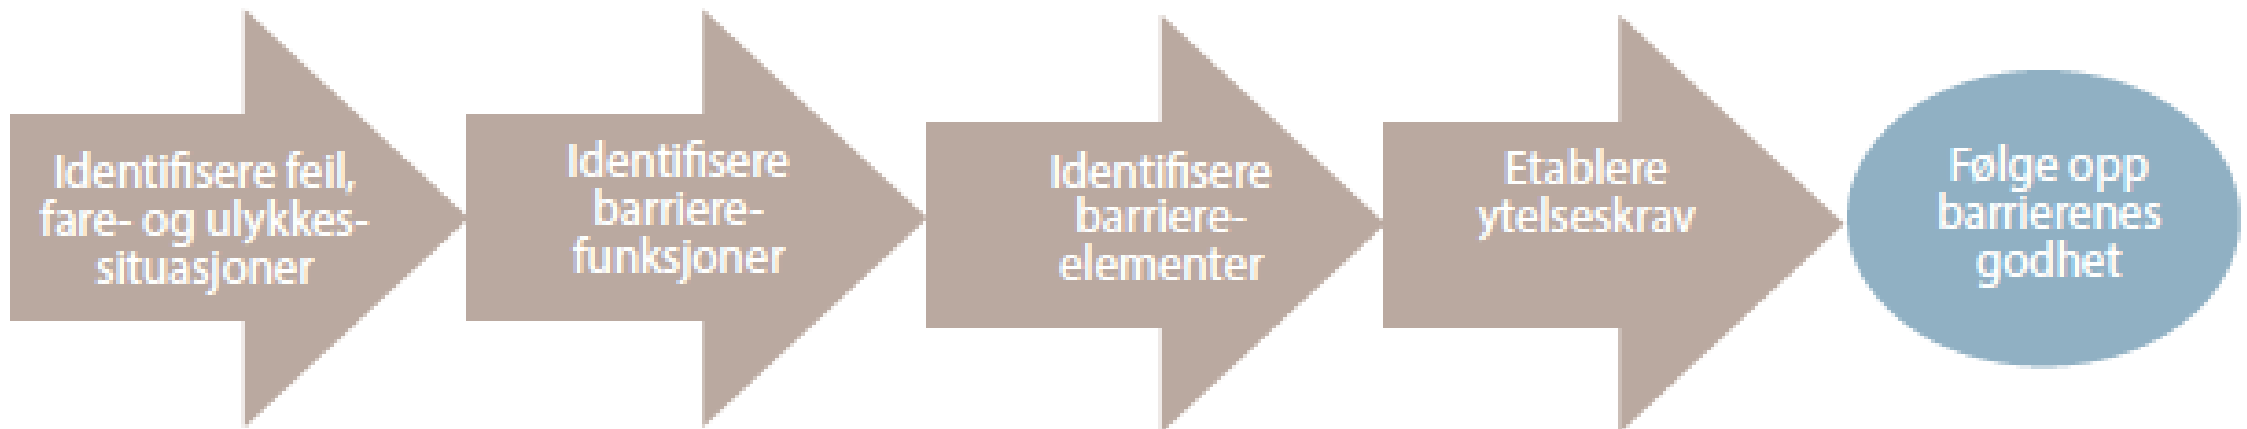 Identifisere feil,
fare- og ulykkes-
situasjoner
Identifisere
barriere-
funksjoner
Identifisere
barriere-
elementer
Etablere
ytelseskrav
Følge opp
barrierenes
godhet